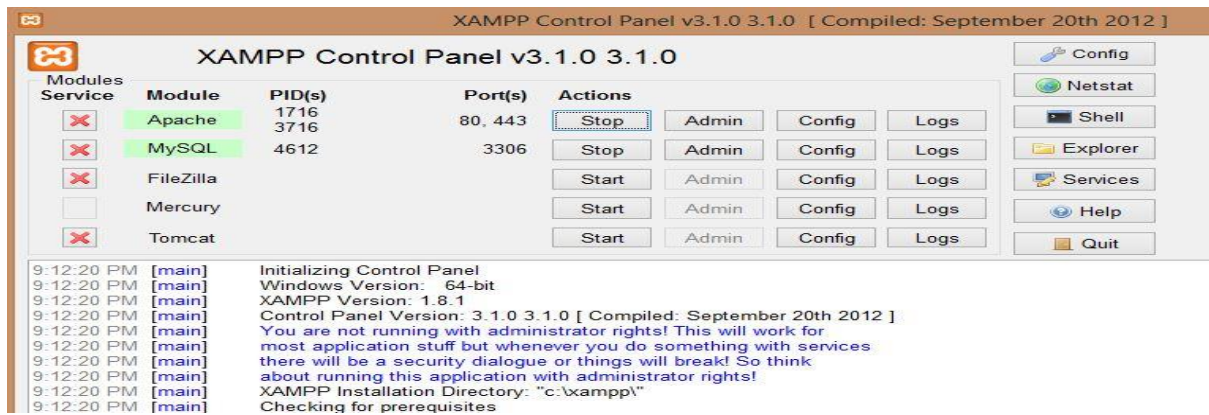 XAMPP Control Panel v3.1.0 3.1.0 [ Compiled: September 20th 2012 ]
XAMPP Control Panel v3.1.0 3.1.0
Config
Modules
Netstat
Service Module PID(s) Port(s) Actions
Apache 1716 3716 80, 443 Stop Admin Config Logs
Shell
MySQL 4612 3306 Stop Admin Config Logs
Explorer
FileZilla Start Admin Config Logs
Services
Mercury Start Admin Config Logs
Help
Tomcat Start Admin Config Logs
Quit
9:12:20 PM [main] Initializing Control Panel
9:12:20 PM [main] Windows Version: 64-bit
9:12:20 PM [main] XAMPP Version: 1.8.1
9:12:20 PM [main] Control Panel Version: 3.1.0 3.1.0 [ Compiled: September 20th 2012 ]
9:12:20 PM [main] You are not running with administrator rights! This will work for
9:12:20 PM [main] most application stuff but whenever you do something with services
9:12:20 PM [main] there will be a security dialogue or things will break! So think
9:12:20 PM [main] about running this application with administrator rights!
9:12:20 PM [main] XAMPP Installation Directory: "c:\xampp\"
9:12:20 PM [main] Checking for prerequisites